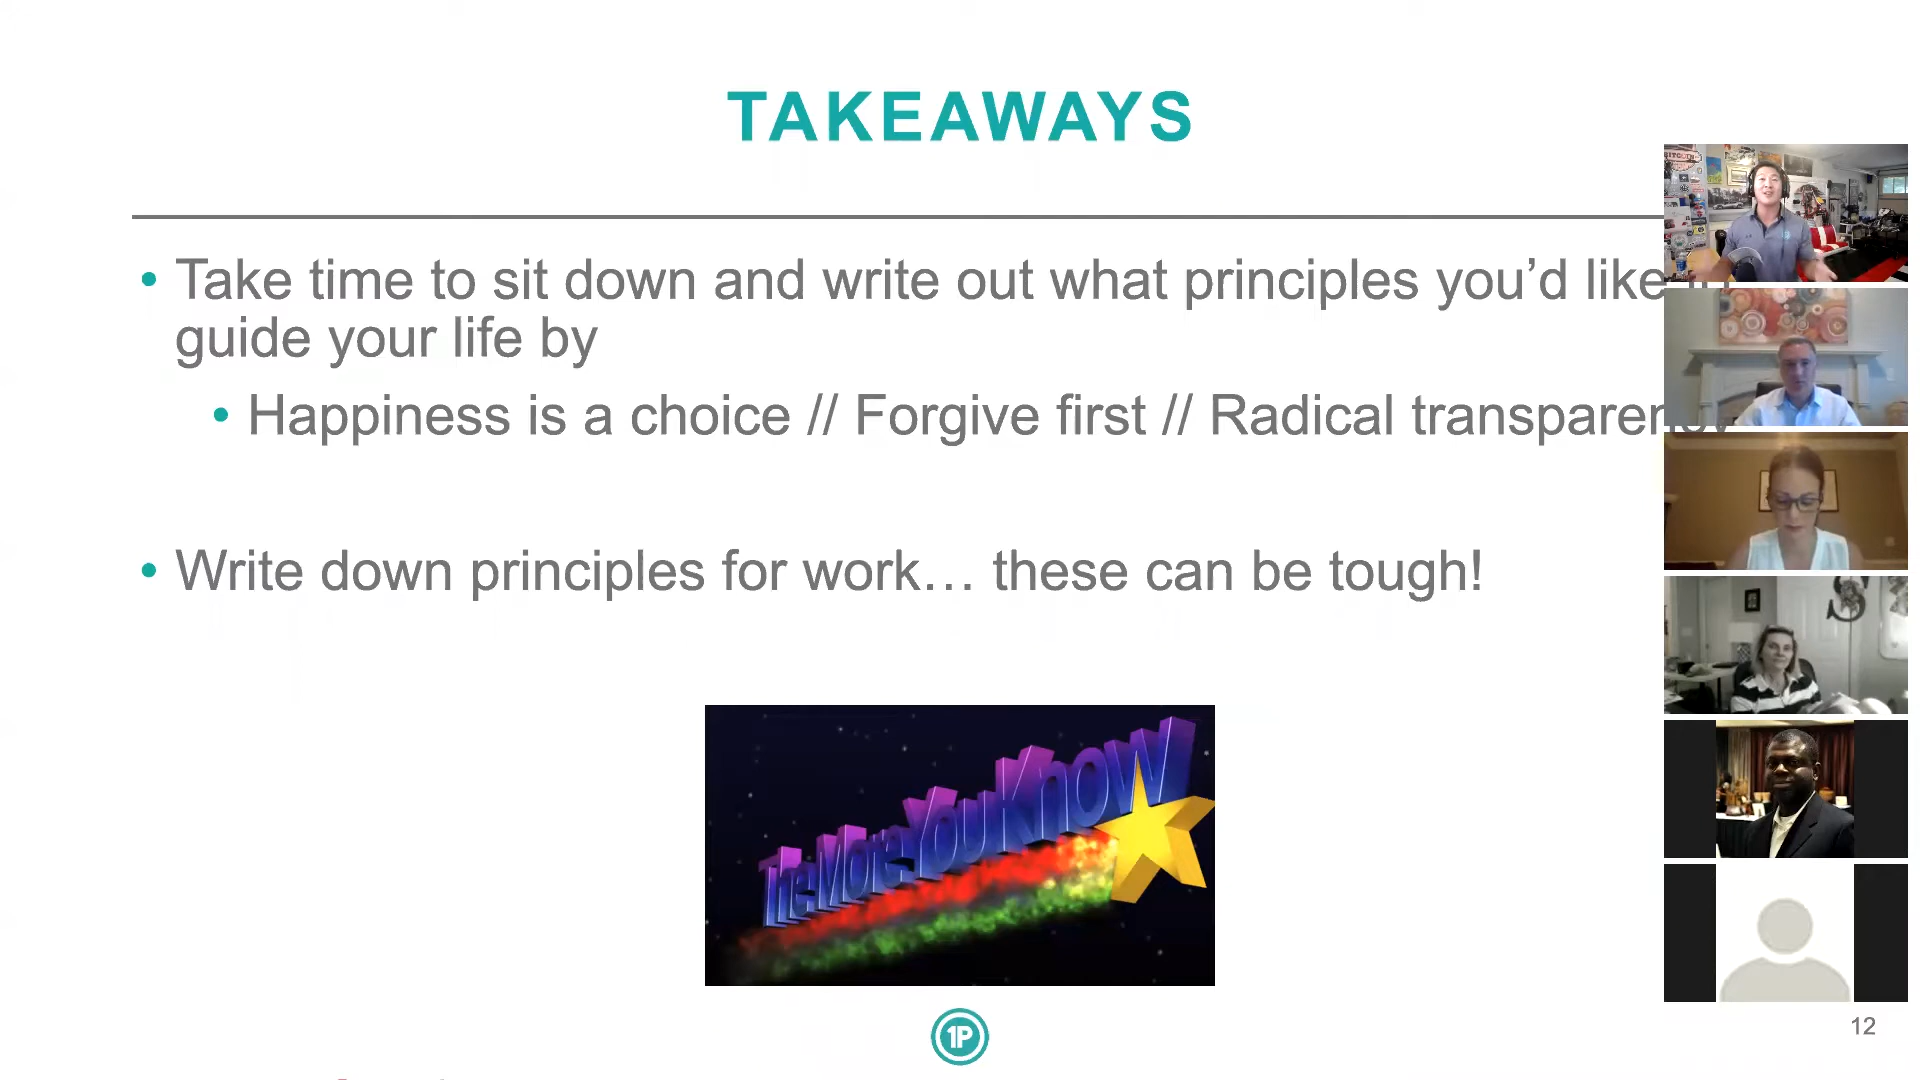 TAKEAWAYS
• Take time to sit down and write out what principles you’d like
guide your life by
• Happiness is a choice // Forgive first // Radical transparency
• Write down principles for work… these can be tough!
The More You Know
1P
12